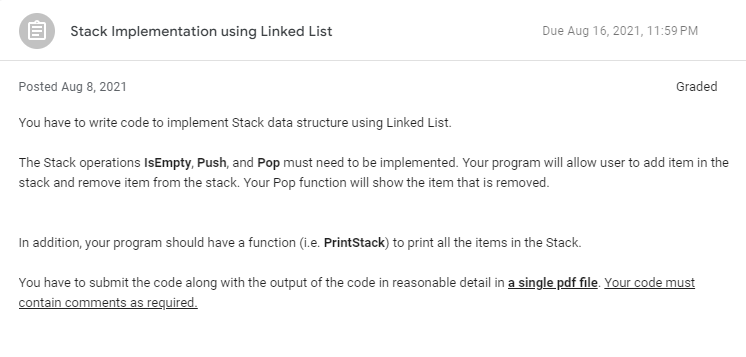 Stack Implementation using Linked List
Due Aug 16, 2021, 11:59 PM
Posted Aug 8, 2021
Graded
You have to write code to implement Stack data structure using Linked List.
The Stack operations IsEmpty, Push, and Pop must need to be implemented. Your program will allow user to add item in the
stack and remove item from the stack. Your Pop function will show the item that is removed.
In addition, your program should have a function (i.e. PrintStack) to print all the items in the Stack.
You have to submit the code along with the output of the code in reasonable detail in a single pdf file. Your code must
contain comments as required.